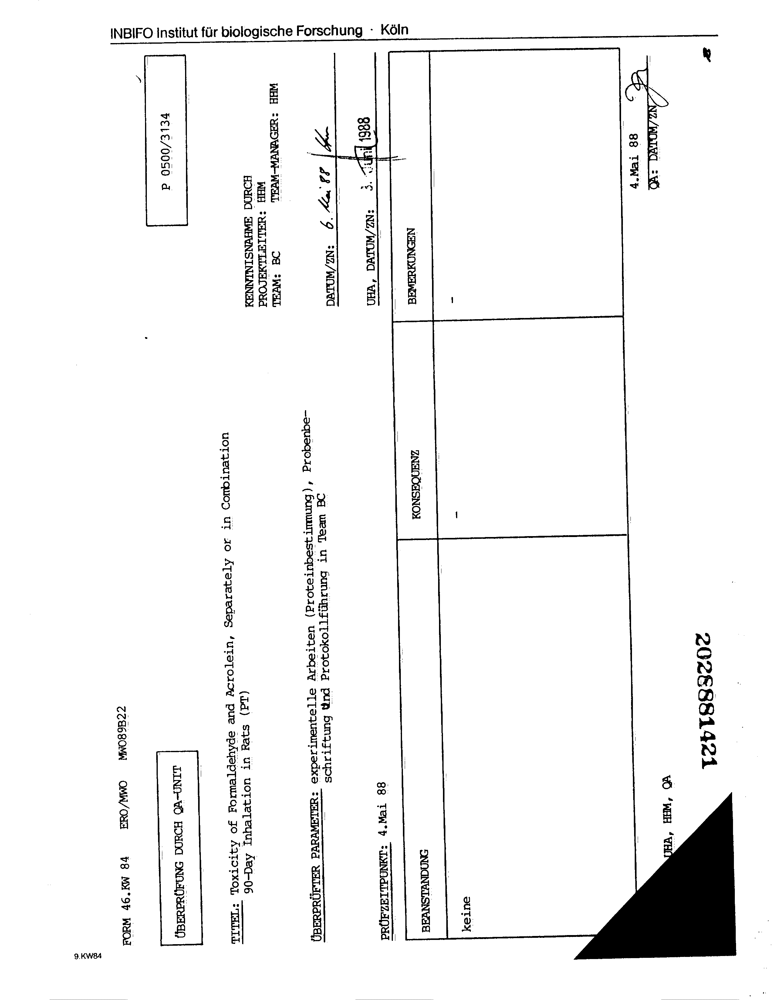 INBIFO Institut für biologische Forschung · Köln
FORM 46.KW 84 ERO/MWO MWO89B22
ÜBERPRÜFUNG DURCH QA-UNIT
P 0500/3134
TITEL: Toxicity of Formaldehyde and Acrolein, Separately or in Combination
90-Day Inhalation in Rats (PT)
KENNTNISNAHME DURCH
PROJEKTLEITER: HHM
TEAM: BC TEAM-MANAGER: HHM
ÜBERPRÜFTER PARAMETER: experimentelle Arbeiten (Proteinbestimmung), Probenbe-
schriftung und Protokollführung in Team BC
DATUM/ZN: 6. Mai 88
UHA, DATUM/ZN: 3. Juni 1988
PRÜFZEITPUNKT: 4.Mai 88
BEANSTANDUNG KONSEQUENZ BEMERKUNGEN
keine - -
4.Mai 88
QA: DATUM/ZN
UHA, HHM, QA
2028881421
9.KW84